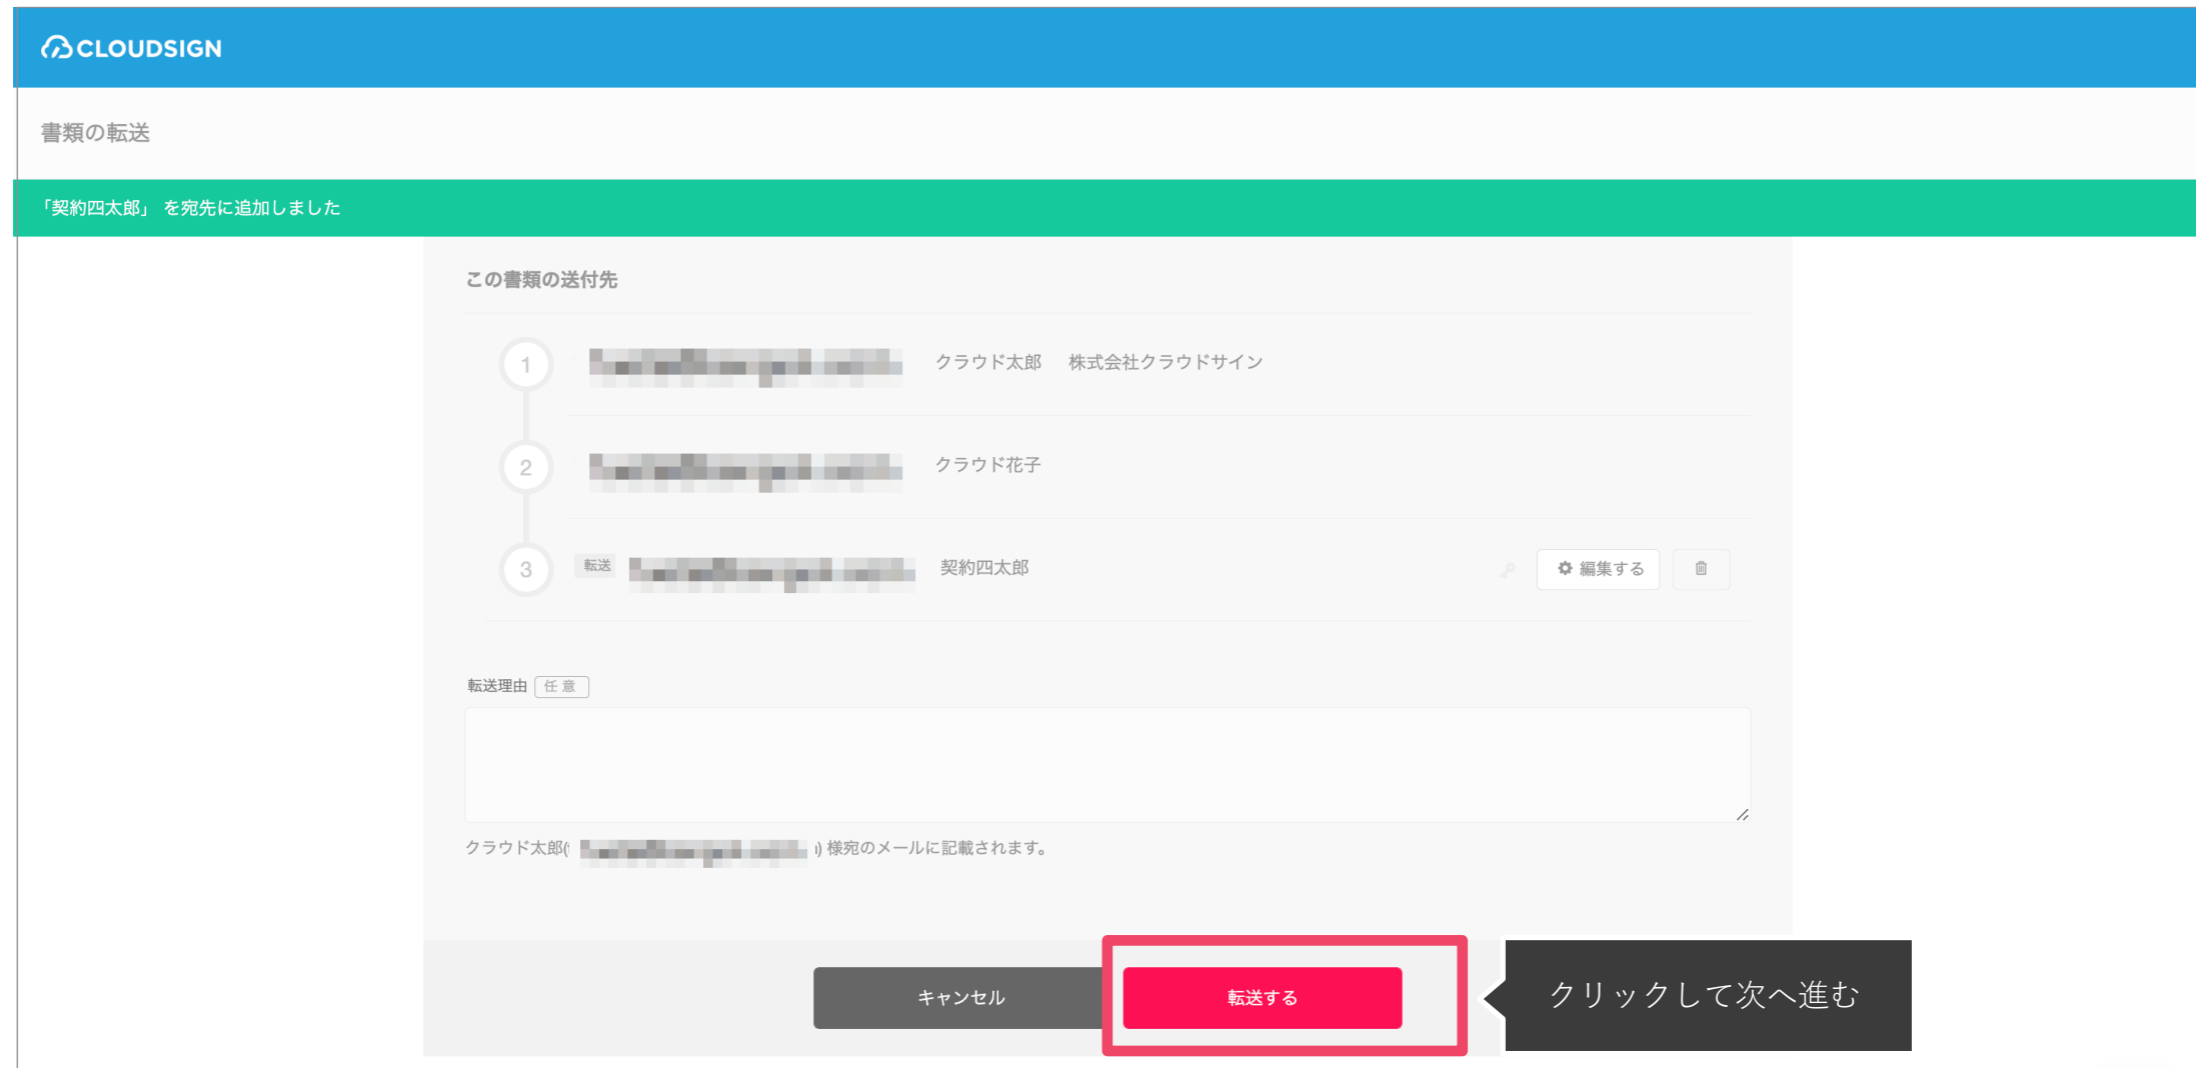 CLOUDSIGN
書類の転送
「契約四太郎」 を宛先に追加しました
この書類の送付先
1 クラウド太郎 株式会社クラウドサイン
2 クラウド花子
3 転送 契約四太郎 編集する
転送理由 任意
クラウド太郎( ) 様宛のメールに記載されます。
キャンセル 転送する クリックして次へ進む